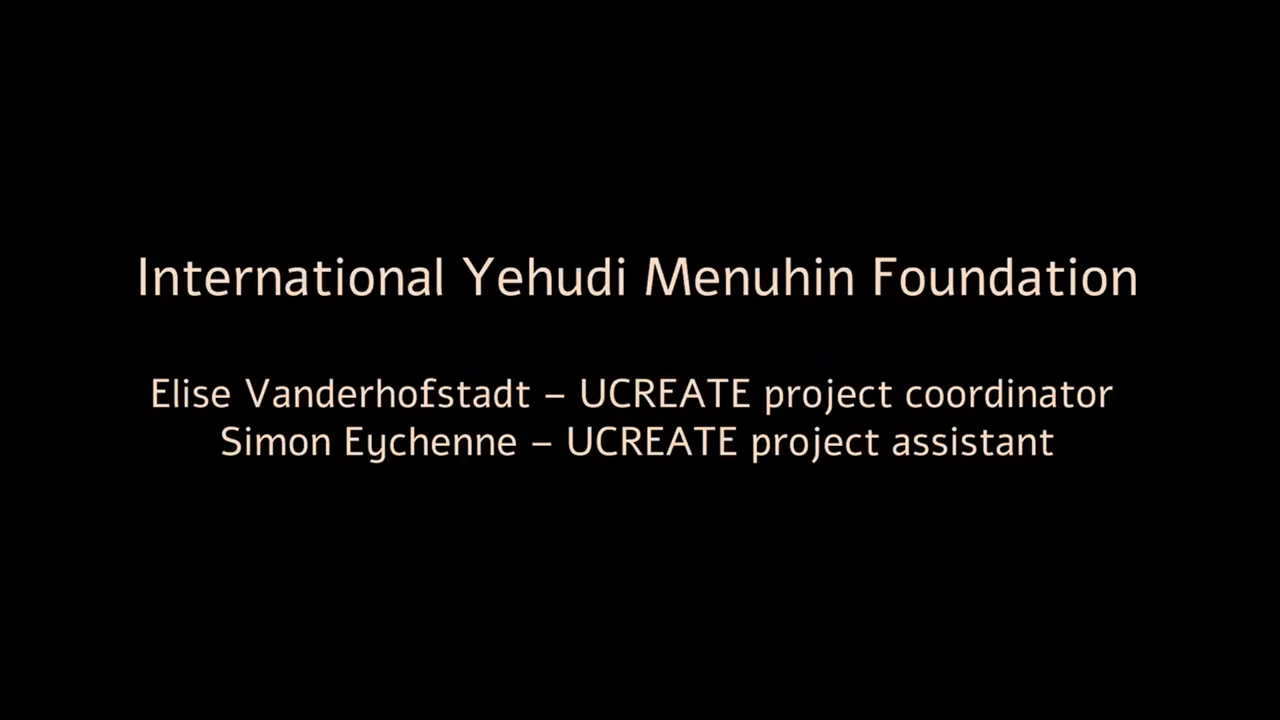 International Yehudi Menuhin Foundation
Elise Vanderhofstadt – UCREATE project coordinator
Simon Eychenne – UCREATE project assistant